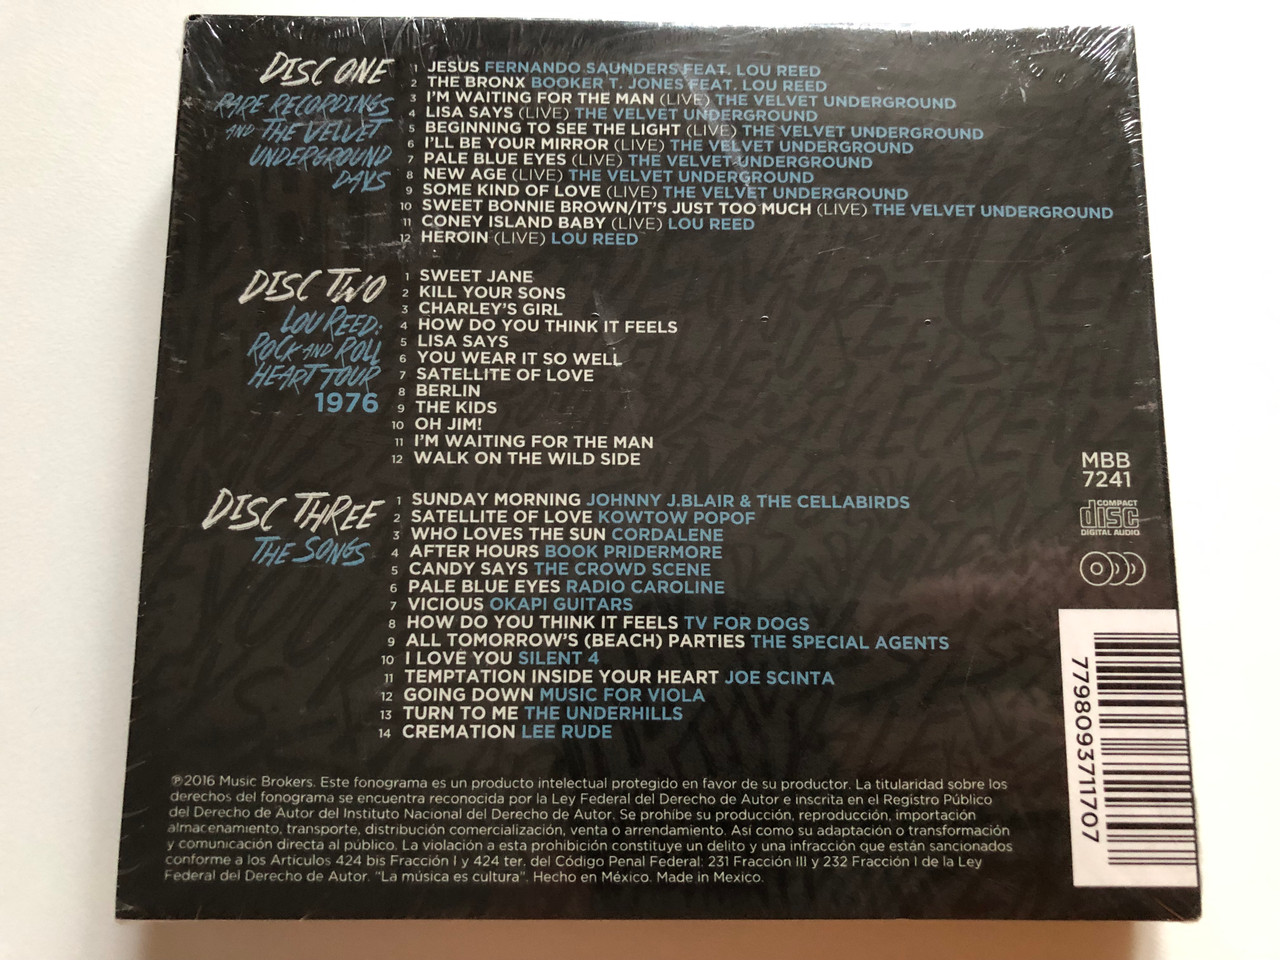 DISC ONE
RARE RECORDINGS
AND THE VELVET
UNDERGROUND
DAYS
1 JESUS FERNANDO SAUNDERS FEAT. LOU REED
2 THE BRONX BOOKER T. JONES FEAT. LOU REED
3 I'M WAITING FOR THE MAN (LIVE) THE VELVET UNDERGROUND
4 LISA SAYS (LIVE) THE VELVET UNDERGROUND
5 BEGINNING TO SEE THE LIGHT (LIVE) THE VELVET UNDERGROUND
6 I'LL BE YOUR MIRROR (LIVE) THE VELVET UNDERGROUND
7 PALE BLUE EYES (LIVE) THE VELVET UNDERGROUND
8 NEW AGE (LIVE) THE VELVET UNDERGROUND
9 SOME KIND OF LOVE (LIVE) THE VELVET UNDERGROUND
10 SWEET BONNIE BROWN/IT'S JUST TOO MUCH (LIVE) THE VELVET UNDERGROUND
11 CONEY ISLAND BABY (LIVE) LOU REED
12 HEROIN (LIVE) LOU REED
DISC TWO
LOU REED:
ROCK AND ROLL
HEART TOUR
1976
1 SWEET JANE
2 KILL YOUR SONS
3 CHARLEY'S GIRL
4 HOW DO YOU THINK IT FEELS
5 LISA SAYS
6 YOU WEAR IT SO WELL
7 SATELLITE OF LOVE
8 BERLIN
9 THE KIDS
10 OH JIM!
11 I'M WAITING FOR THE MAN
12 WALK ON THE WILD SIDE
DISC THREE
THE SONGS
1 SUNDAY MORNING JOHNNY J.BLAIR & THE CELLABIRDS
2 SATELLITE OF LOVE KOWTOW POPOF
3 WHO LOVES THE SUN CORDALENE
4 AFTER HOURS BOOK PRIDERMORE
5 CANDY SAYS THE CROWD SCENE
6 PALE BLUE EYES RADIO CAROLINE
7 VICIOUS OKAPI GUITARS
8 HOW DO YOU THINK IT FEELS TV FOR DOGS
9 ALL TOMORROW'S (BEACH) PARTIES THE SPECIAL AGENTS
10 I LOVE YOU SILENT 4
11 TEMPTATION INSIDE YOUR HEART JOE SCINTA
12 GOING DOWN MUSIC FOR VIOLA
13 TURN TO ME THE UNDERHILLS
14 CREMATION LEE RUDE
MBB
7241
COMPACT
disc
DIGITAL AUDIO
7798093711707
℗2016 Music Brokers. Este fonograma es un producto intelectual protegido en favor de su productor. La titularidad sobre los
derechos del fonograma se encuentra reconocida por la Ley Federal del Derecho de Autor e inscrita en el Registro Público
del Derecho de Autor del Instituto Nacional del Derecho de Autor. Se prohíbe su producción, reproducción, importación
almacenamiento, transporte, distribución comercialización, venta o arrendamiento. Así como su adaptación o transformación
y comunicación directa al público. La violación a esta prohibición constituye un delito y una infracción que están sancionados
conforme a los Artículos 424 bis Fracción I y 424 ter. del Código Penal Federal: 231 Fracción III y 232 Fracción I de la Ley
Federal del Derecho de Autor. "La música es cultura". Hecho en México. Made in Mexico.